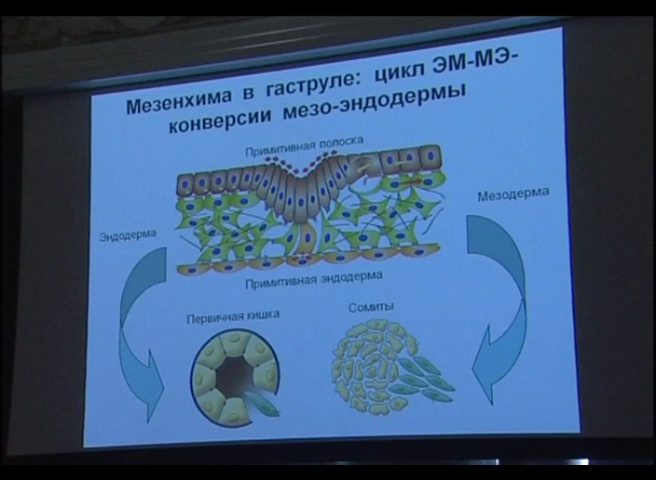 Мезенхима в гаструле: цикл ЭМ-МЭ-
конверсии мезо-эндодермы
Примитивная полоска
Мезодерма
Эндодерма
Примитивная эндодерма
Первичная кишка
Сомиты